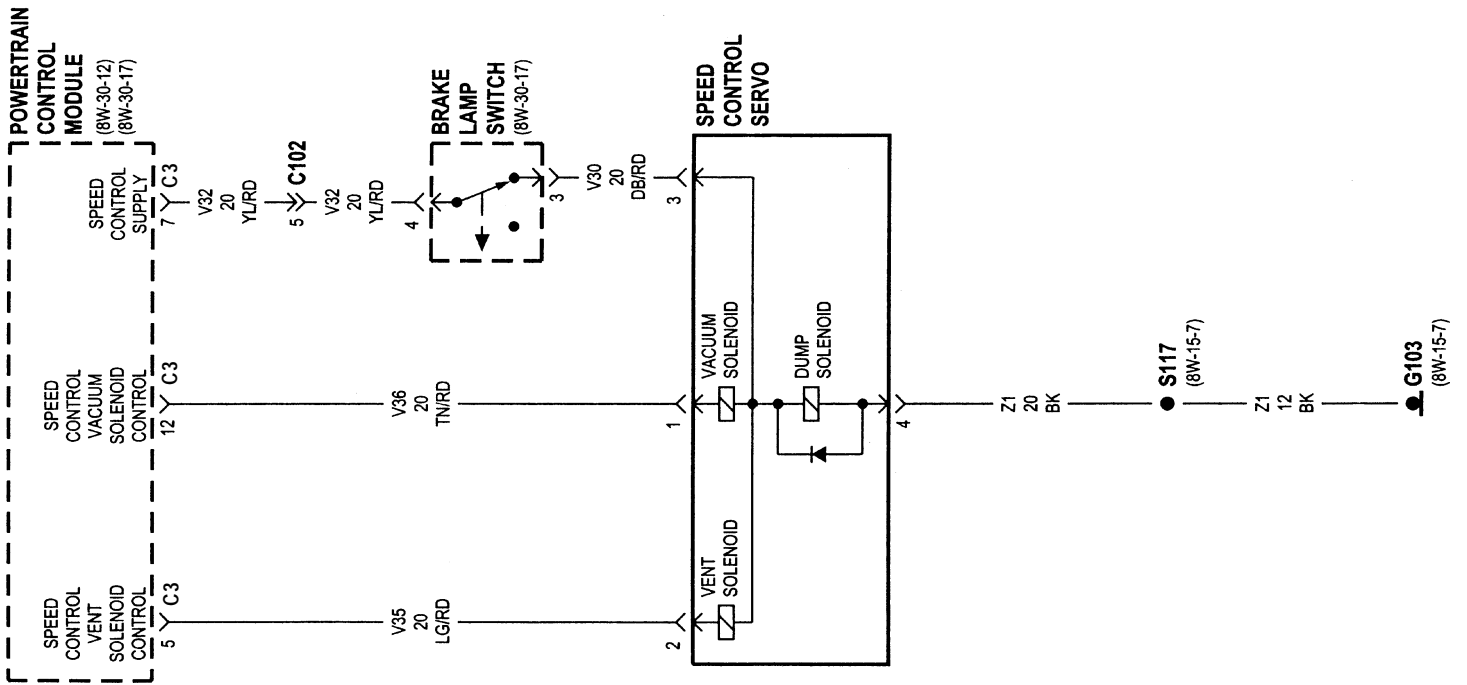 POWERTRAIN
CONTROL
MODULE
(8W-30-12)
(8W-30-17)
SPEED
CONTROL
SUPPLY
7
C3
V32
20
YL/RD
5
C102
V32
20
YL/RD
4
BRAKE
LAMP
SWITCH
(8W-30-17)
3
V30
20
DB/RD
3
SPEED
CONTROL
SERVO
SPEED
CONTROL
VACUUM
SOLENOID
CONTROL
12
C3
V36
20
TN/RD
1
VACUUM
SOLENOID
DUMP
SOLENOID
4
Z1
20
BK
S117
(8W-15-7)
Z1
12
BK
G103
(8W-15-7)
SPEED
CONTROL
VENT
SOLENOID
CONTROL
5
C3
V35
20
LG/RD
2
VENT
SOLENOID